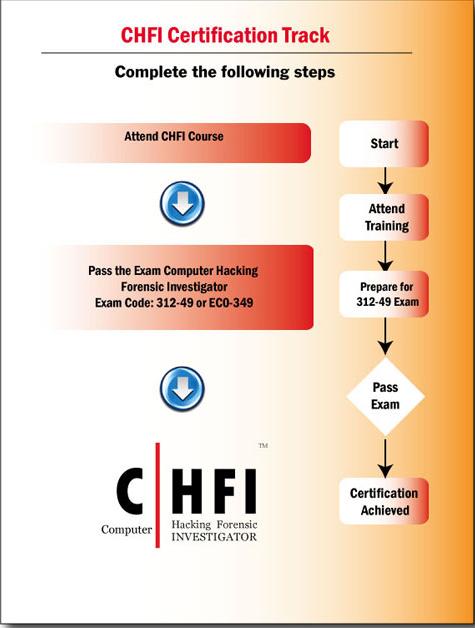 CHFI Certification Track
Complete the following steps
Attend CHFI Course
Pass the Exam Computer Hacking
Forensic Investigator
Exam Code: 312-49 or ECO-349
CHFI
TM
Computer
Hacking Forensic
INVESTIGATOR
Start
Attend
Training
Prepare for
312-49 Exam
Pass
Exam
Certification
Achieved